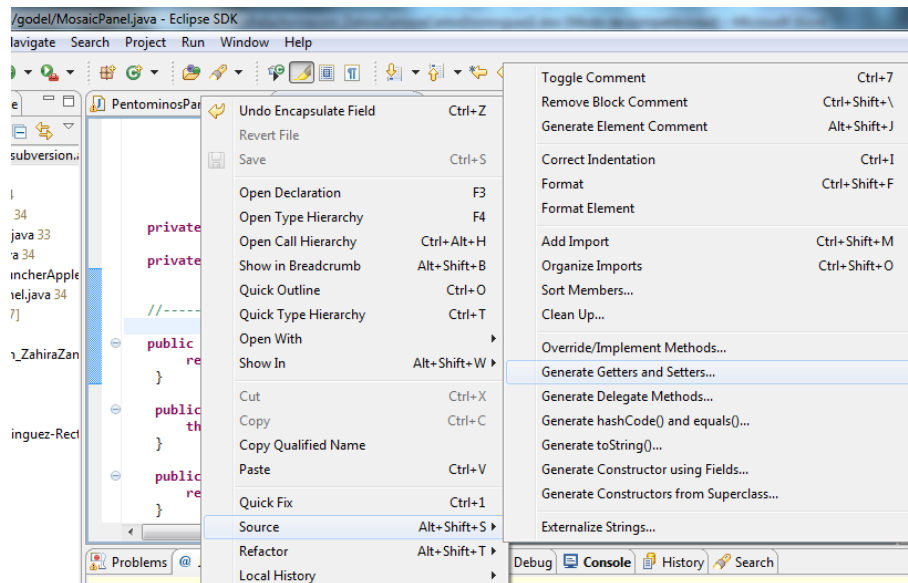 /godel/MosaicPanel.java - Eclipse SDK
Navigate Search Project Run Window Help
PentominosPar
subversion.
34
34
java 33
a 34
uncherApple
nel.java 34
7]
n_ZahiraZan
inguez-Rect
private
private
//-----
public
re
}
public
th
}
public
re
}
Undo Encapsulate Field Ctrl+Z
Revert File
Save Ctrl+S
Open Declaration F3
Open Type Hierarchy F4
Open Call Hierarchy Ctrl+Alt+H
Show in Breadcrumb Alt+Shift+B
Quick Outline Ctrl+O
Quick Type Hierarchy Ctrl+T
Open With
Show In Alt+Shift+W
Cut Ctrl+X
Copy Ctrl+C
Copy Qualified Name
Paste Ctrl+V
Quick Fix Ctrl+1
Source Alt+Shift+S
Refactor Alt+Shift+T
Local History
Toggle Comment Ctrl+7
Remove Block Comment Ctrl+Shift+\
Generate Element Comment Alt+Shift+J
Correct Indentation Ctrl+I
Format Ctrl+Shift+F
Format Element
Add Import Ctrl+Shift+M
Organize Imports Ctrl+Shift+O
Sort Members...
Clean Up...
Override/Implement Methods...
Generate Getters and Setters...
Generate Delegate Methods...
Generate hashCode() and equals()...
Generate toString()...
Generate Constructor using Fields...
Generate Constructors from Superclass...
Externalize Strings...
Problems @ Debug Console History Search